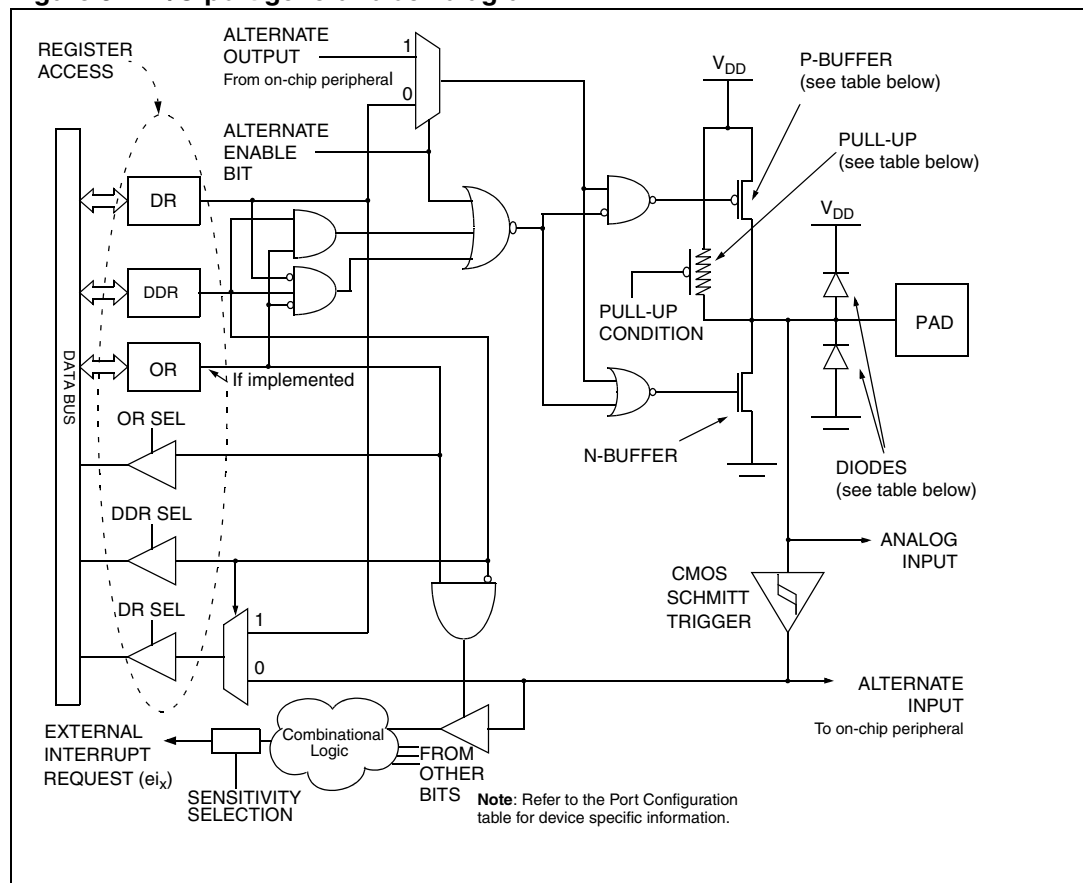 REGISTER
ACCESS
ALTERNATE
OUTPUT
From on-chip peripheral
1
0
ALTERNATE
ENABLE
BIT
VDD
P-BUFFER
(see table below)
PULL-UP
(see table below)
VDD
DR
DDR
OR
If implemented
DATA BUS
PULL-UP
CONDITION
PAD
N-BUFFER
DIODES
(see table below)
OR SEL
DDR SEL
DR SEL
1
0
ANALOG
INPUT
CMOS
SCHMITT
TRIGGER
ALTERNATE
INPUT
To on-chip peripheral
EXTERNAL
INTERRUPT
REQUEST (eix)
SENSITIVITY
SELECTION
Combinational
Logic
FROM
OTHER
BITS
Note: Refer to the Port Configuration
table for device specific information.